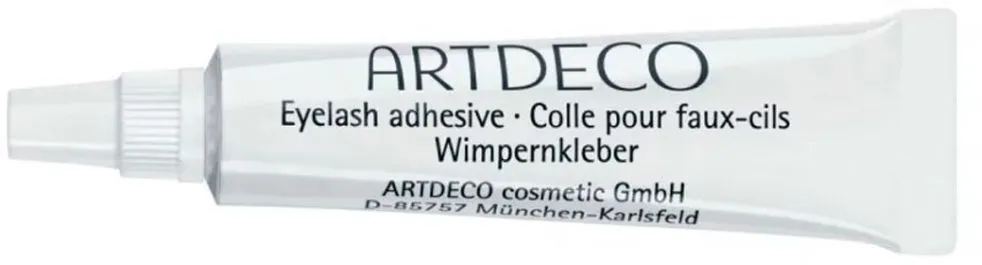 ARTDECO
Eyelash adhesive · Colle pour faux-cils
Wimpernkleber
ARTDECO cosmetic GmbH
D-85757 München-Karlsfeld